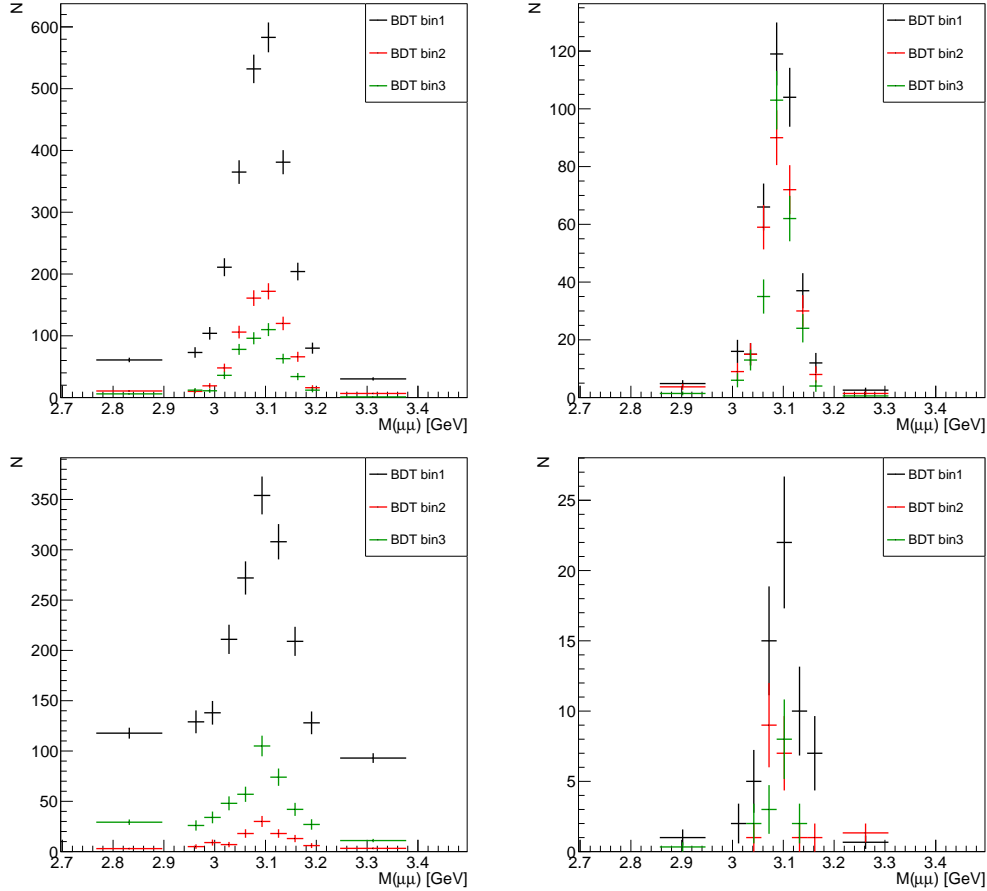 N
600
500
400
300
200
100
0
2.7 2.8 2.9 3 3.1 3.2 3.3 3.4
M(μμ) [GeV]
BDT bin1
BDT bin2
BDT bin3
N
120
100
80
60
40
20
0
2.7 2.8 2.9 3 3.1 3.2 3.3 3.4
M(μμ) [GeV]
BDT bin1
BDT bin2
BDT bin3
N
350
300
250
200
150
100
50
0
2.7 2.8 2.9 3 3.1 3.2 3.3 3.4
M(μμ) [GeV]
BDT bin1
BDT bin2
BDT bin3
N
25
20
15
10
5
0
2.7 2.8 2.9 3 3.1 3.2 3.3 3.4
M(μμ) [GeV]
BDT bin1
BDT bin2
BDT bin3